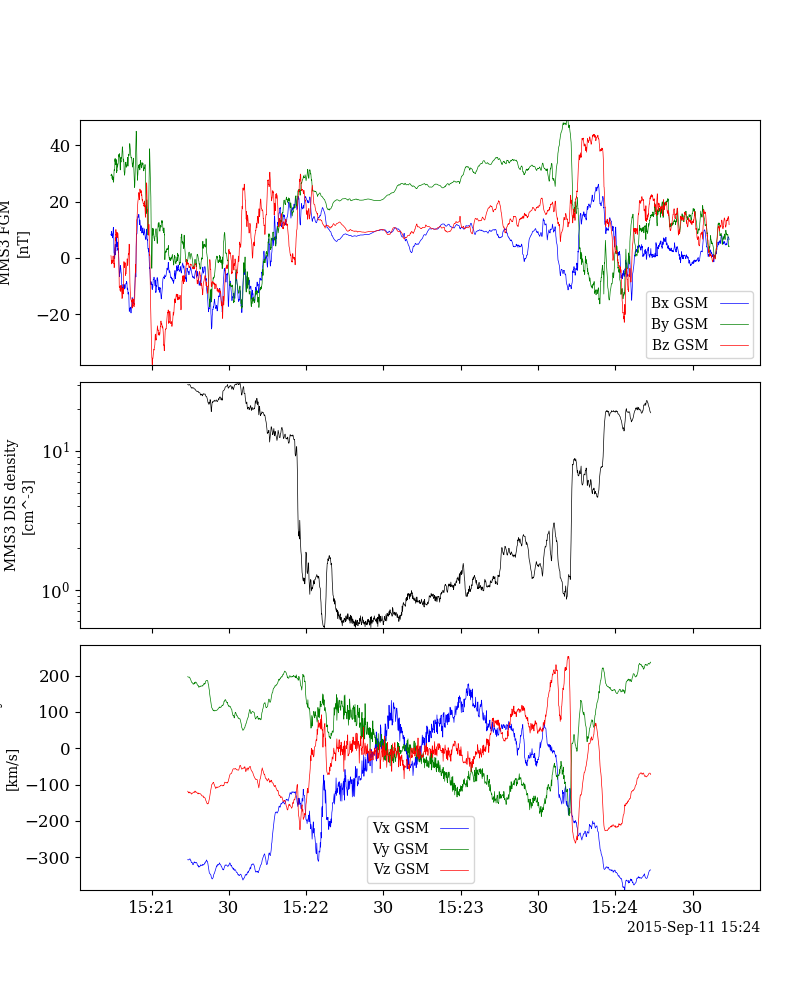 40
20
0
−20
MMS3 FGM
[nT]
Bx GSM
By GSM
Bz GSM
10^1
10^0
MMS3 DIS density
[cm^-3]
200
100
0
−100
−200
−300
[km/s]
Vx GSM
Vy GSM
Vz GSM
15:21 30 15:22 30 15:23 30 15:24 30
2015-Sep-11 15:24